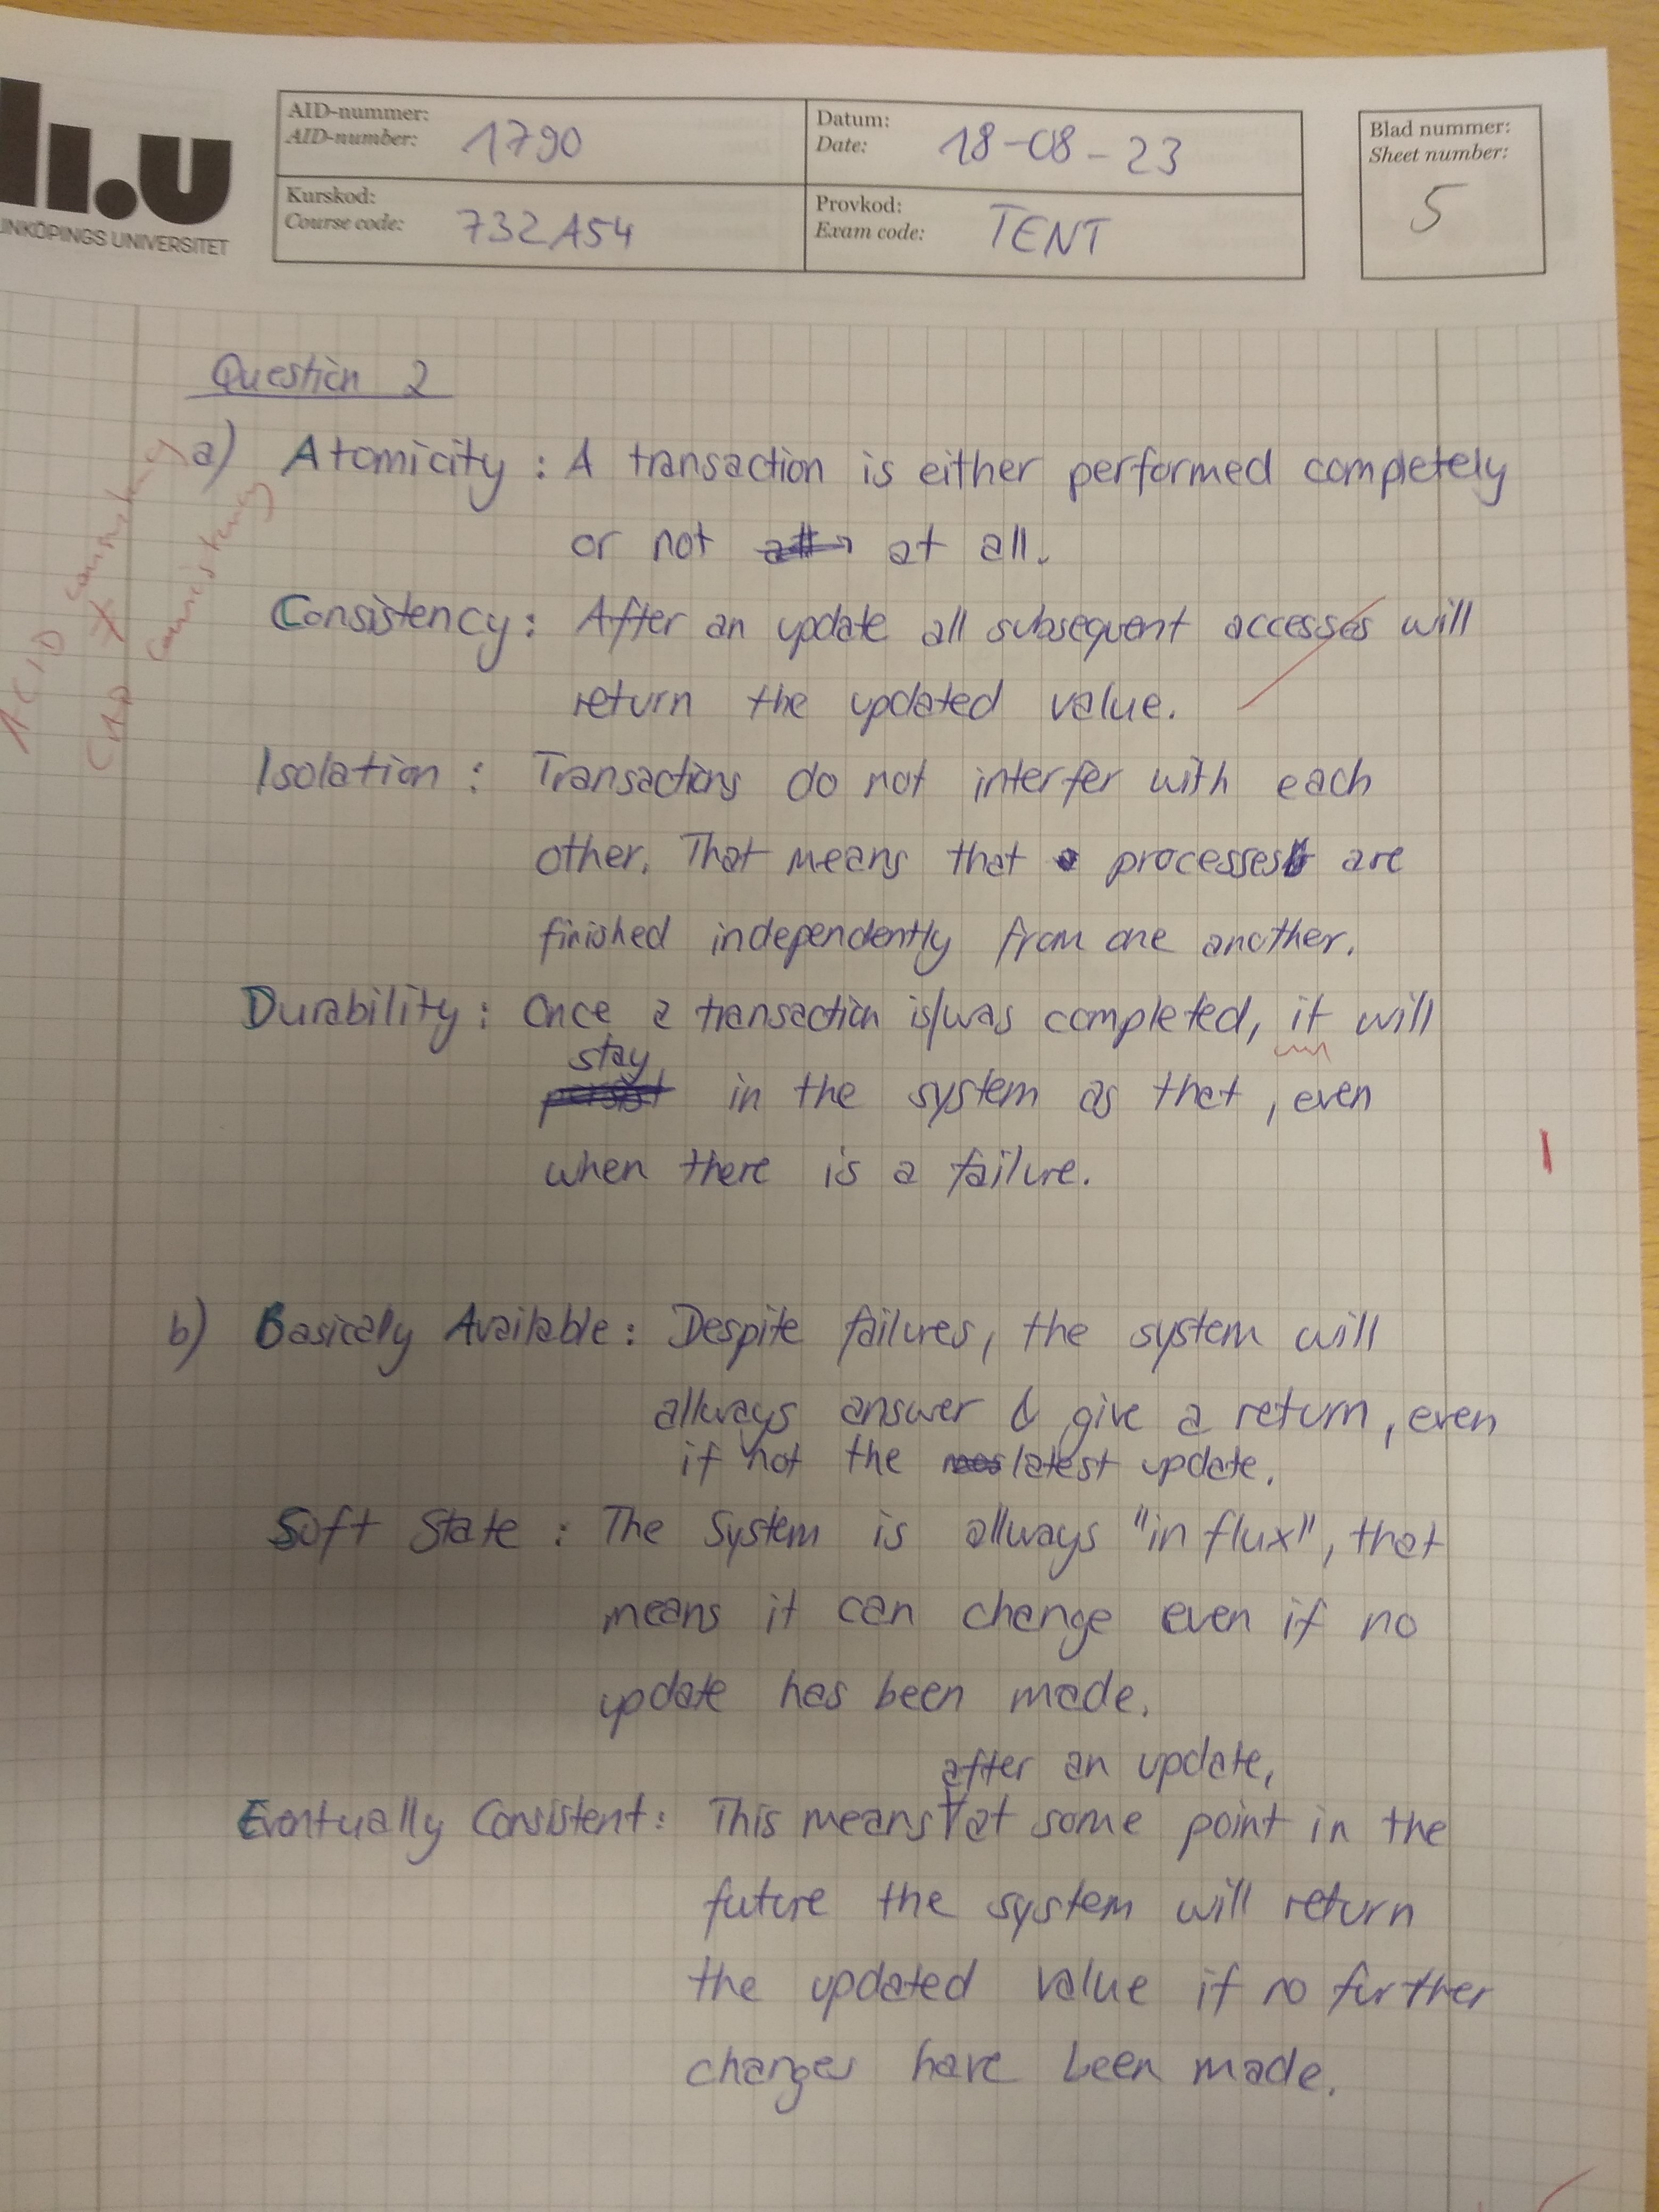 li.u
LINKÖPINGS UNIVERSITET
AID-nummer:
AID-number: 1790
Datum:
Date: 18-08-23
Kurskod:
Course code: 732A54
Provkod:
Exam code: TENT
Blad nummer:
Sheet number:
5
Question 2
ACID consistency
≠
CAP consistency
a) Atomicity : A transaction is either performed completely
or not at all.
Consistency: After an update all subsequent accesses will
return the updated value.
Isolation : Transactions do not interfer with each
other. That means that processes are
finished independently from one another.
Durability : Once a transaction is/was completed, it will
stay
in the system as that, even
when there is a failure.
1
b) Basically Available : Despite failures, the system will
allways answer & give a return, even
if not the latest update.
Soft State : The System is allways "in flux", that
means it can change even if no
update has been made.
after an update,
Eventually Consistent : This means at some point in the
future the system will return
the updated value if no further
changes have been made.